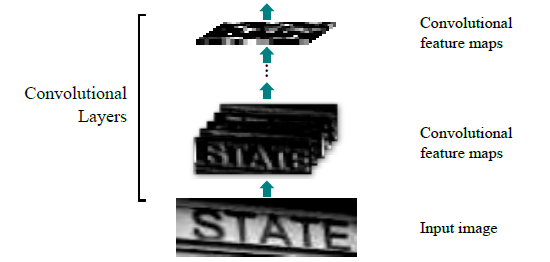 Convolutional
feature maps
Convolutional
Layers
Convolutional
feature maps
STATE
STATE
Input image